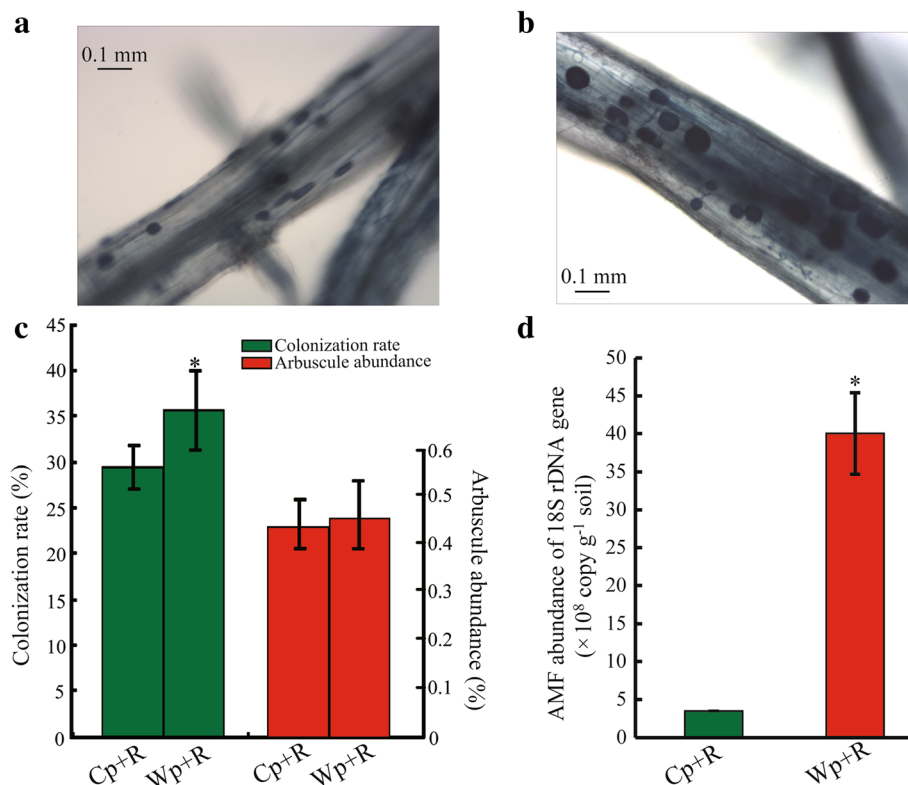 a
0.1 mm
b
0.1 mm
c
Colonization rate (%)
45
40
35
30
25
20
15
10
5
0
Colonization rate
Arbuscule abundance
*
0.6
0.5
0.4
0.3
0.2
0.1
0
Arbuscule abundance (%)
Cp+R
Wp+R
Cp+R
Wp+R
d
AMF abundance of 18S rDNA gene
(×10⁸ copy g⁻¹ soil)
50
45
40
35
30
25
20
15
10
5
0
*
Cp+R
Wp+R